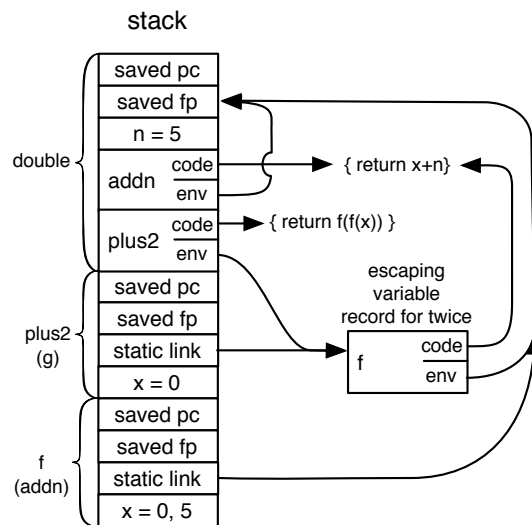 stack
saved pc
saved fp
n = 5
double
addn
code
env
{ return x+n}
plus2
code
env
{ return f(f(x)) }
escaping
variable
record for twice
f
code
env
plus2
(g)
saved pc
saved fp
static link
x = 0
f
(addn)
saved pc
saved fp
static link
x = 0, 5